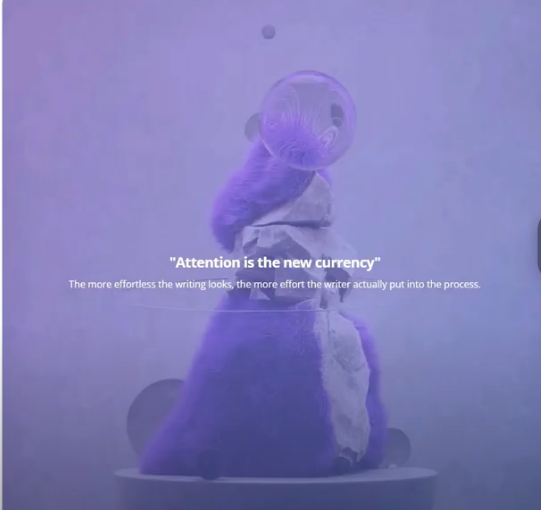 "Attention is the new currency"
The more effortless the writing looks, the more effort the writer actually put into the process.